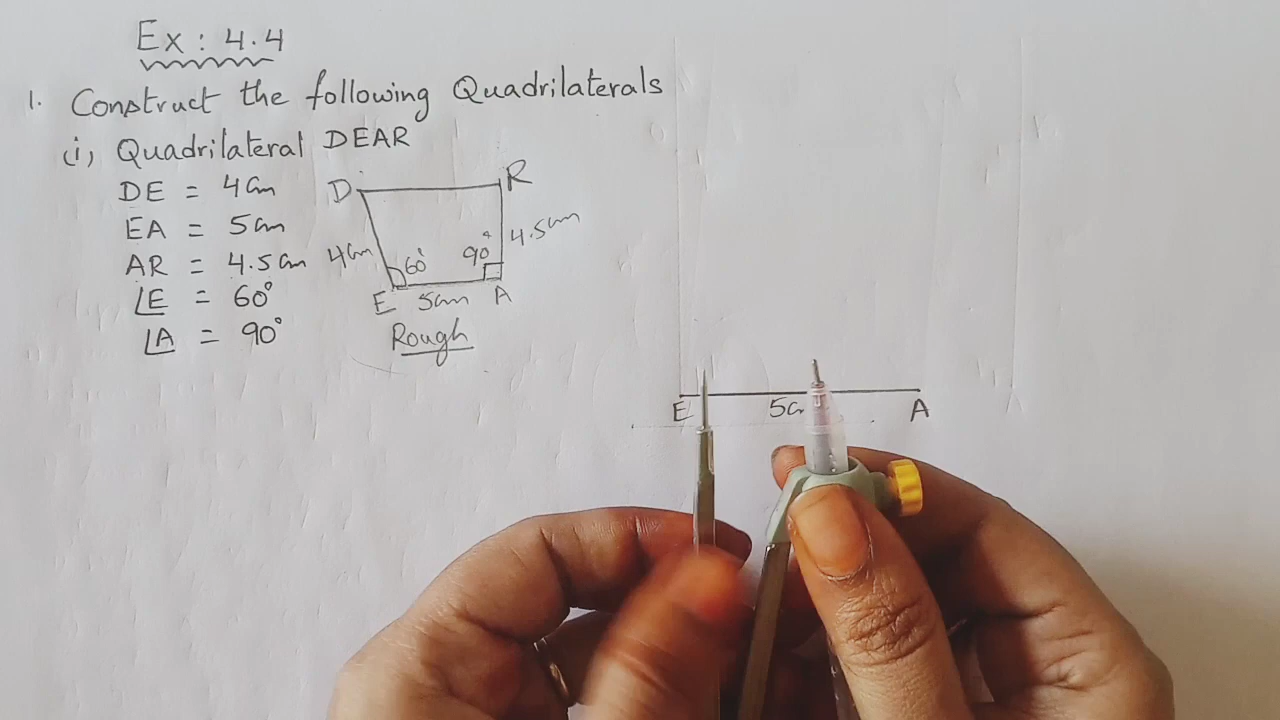 Ex : 4.4
1. Construct the following Quadrilaterals
(i) Quadrilateral DEAR
DE = 4cm
EA = 5cm
AR = 4.5cm
∠E = 60°
∠A = 90°
D R
4cm 60° 90° 4.5cm
E 5cm A
Rough
E 5c A